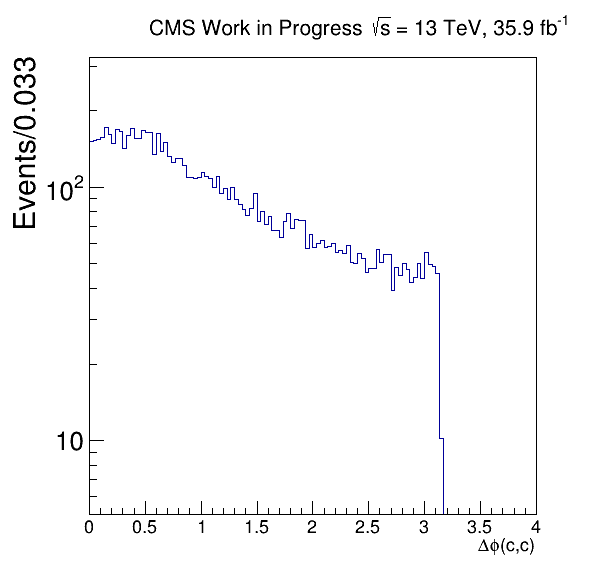 CMS Work in Progress √s = 13 TeV, 35.9 fb⁻¹
Events/0.033
10²
10
0 0.5 1 1.5 2 2.5 3 3.5 4
Δϕ(c,c)